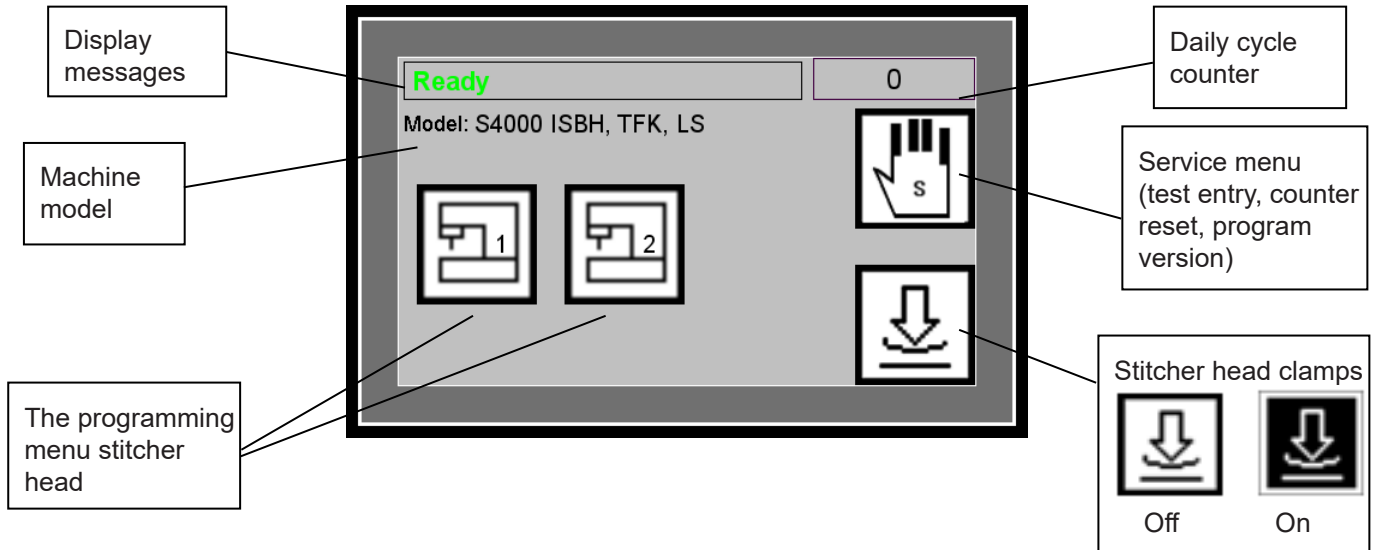 Display
messages
Ready
0
Daily cycle
counter
Model: S4000 ISBH, TFK, LS
Machine
model
S
Service menu
(test entry, counter
reset, program
version)
1
2
The programming
menu stitcher
head
Stitcher head clamps
Off
On